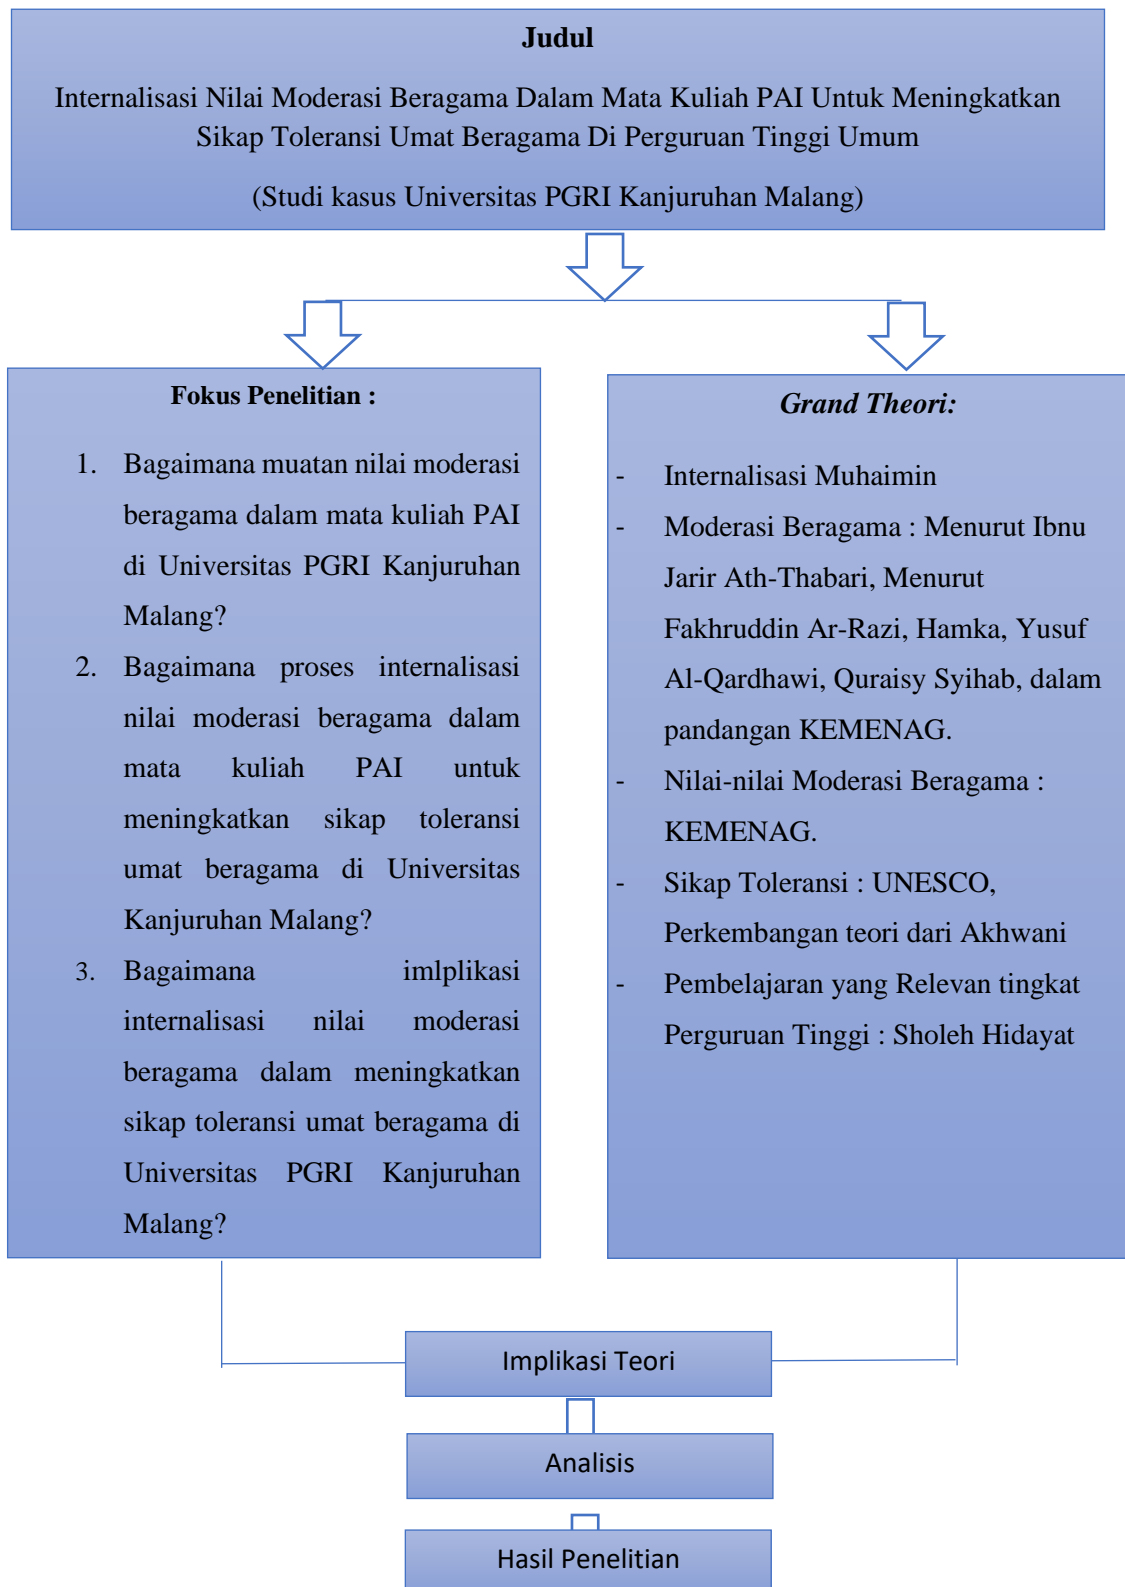 Judul
Internalisasi Nilai Moderasi Beragama Dalam Mata Kuliah PAI Untuk Meningkatkan
Sikap Toleransi Umat Beragama Di Perguruan Tinggi Umum
(Studi kasus Universitas PGRI Kanjuruhan Malang)
Fokus Penelitian :
1. Bagaimana muatan nilai moderasi
beragama dalam mata kuliah PAI
di Universitas PGRI Kanjuruhan
Malang?
2. Bagaimana proses internalisasi
nilai moderasi beragama dalam
mata kuliah PAI untuk
meningkatkan sikap toleransi
umat beragama di Universitas
Kanjuruhan Malang?
3. Bagaimana imlplikasi
internalisasi nilai moderasi
beragama dalam meningkatkan
sikap toleransi umat beragama di
Universitas PGRI Kanjuruhan
Malang?
Grand Theori:
- Internalisasi Muhaimin
- Moderasi Beragama : Menurut Ibnu
Jarir Ath-Thabari, Menurut
Fakhruddin Ar-Razi, Hamka, Yusuf
Al-Qardhawi, Quraisy Syihab, dalam
pandangan KEMENAG.
- Nilai-nilai Moderasi Beragama :
KEMENAG.
- Sikap Toleransi : UNESCO,
Perkembangan teori dari Akhwani
- Pembelajaran yang Relevan tingkat
Perguruan Tinggi : Sholeh Hidayat
Implikasi Teori
Analisis
Hasil Penelitian